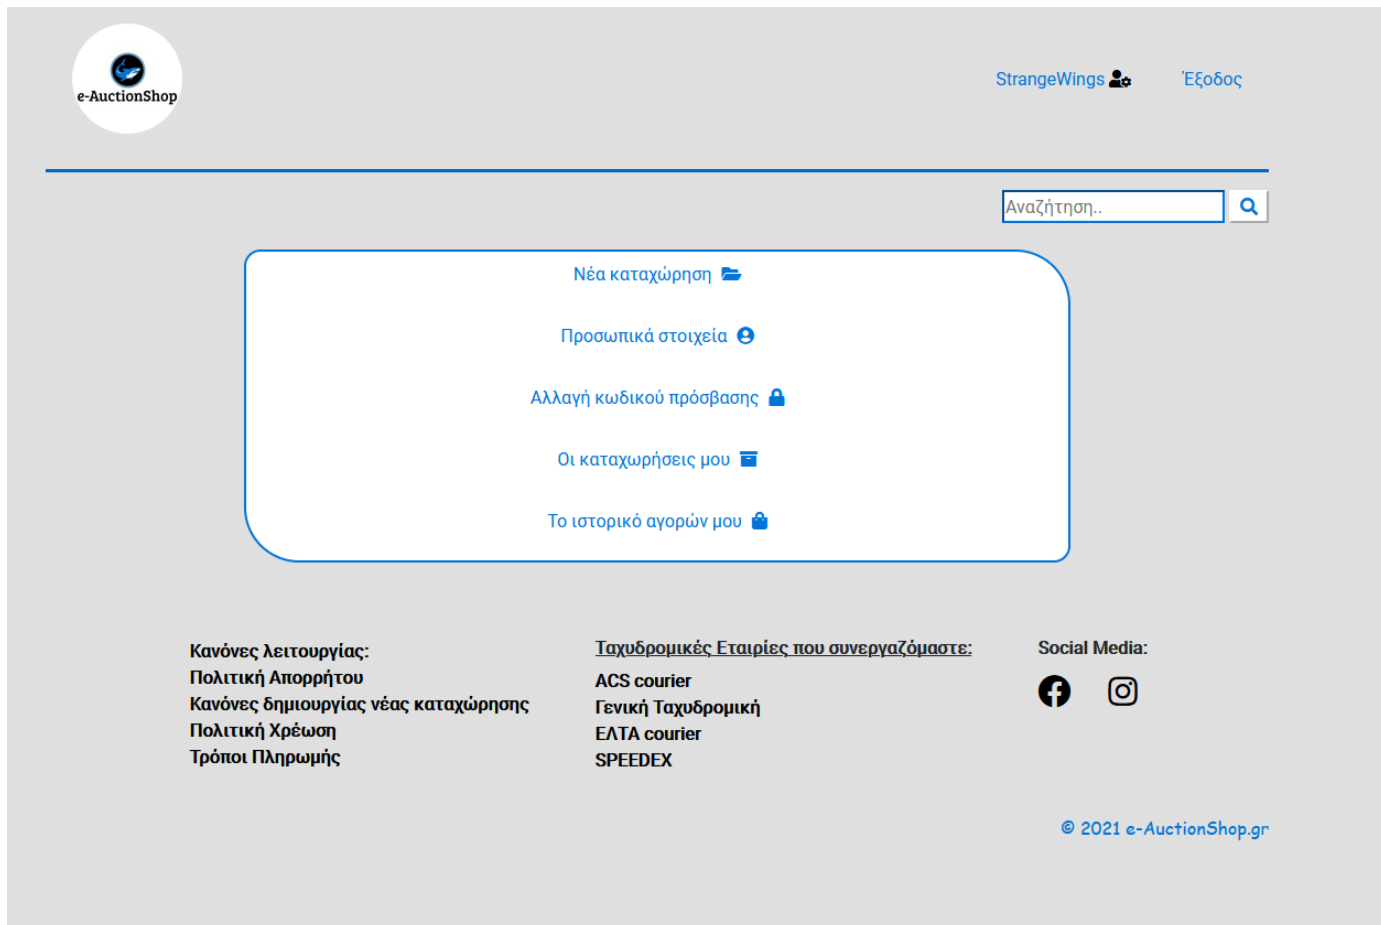 e-AuctionShop
StrangeWings
Έξοδος
Αναζήτηση..
Νέα καταχώρηση
Προσωπικά στοιχεία
Αλλαγή κωδικού πρόσβασης
Οι καταχωρήσεις μου
Το ιστορικό αγορών μου
Κανόνες λειτουργίας:
Πολιτική Απορρήτου
Κανόνες δημιουργίας νέας καταχώρησης
Πολιτική Χρέωση
Τρόποι Πληρωμής
Ταχυδρομικές Εταιρίες που συνεργαζόμαστε:
ACS courier
Γενική Ταχυδρομική
ΕΛΤΑ courier
SPEEDEX
Social Media:
© 2021 e-AuctionShop.gr